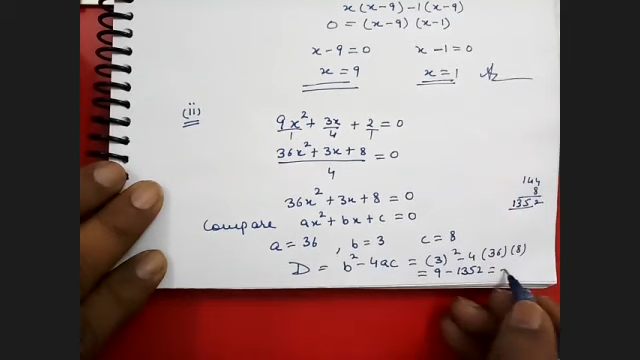 x(x-9)-1(x-9)
0 = (x-9) (x-1)
x-9=0 x-1=0
x=9 x=1
(ii) 9x²/1 + 3x/4 + 2/1 = 0
(36x²+3x+8)/4 = 0
36x²+3x+8=0
Compare ax²+bx+c=0
a=36, b=3 c=8
D = b²-4ac = (3)²-4(36)(8)
= 9-1352=
144
8
1352